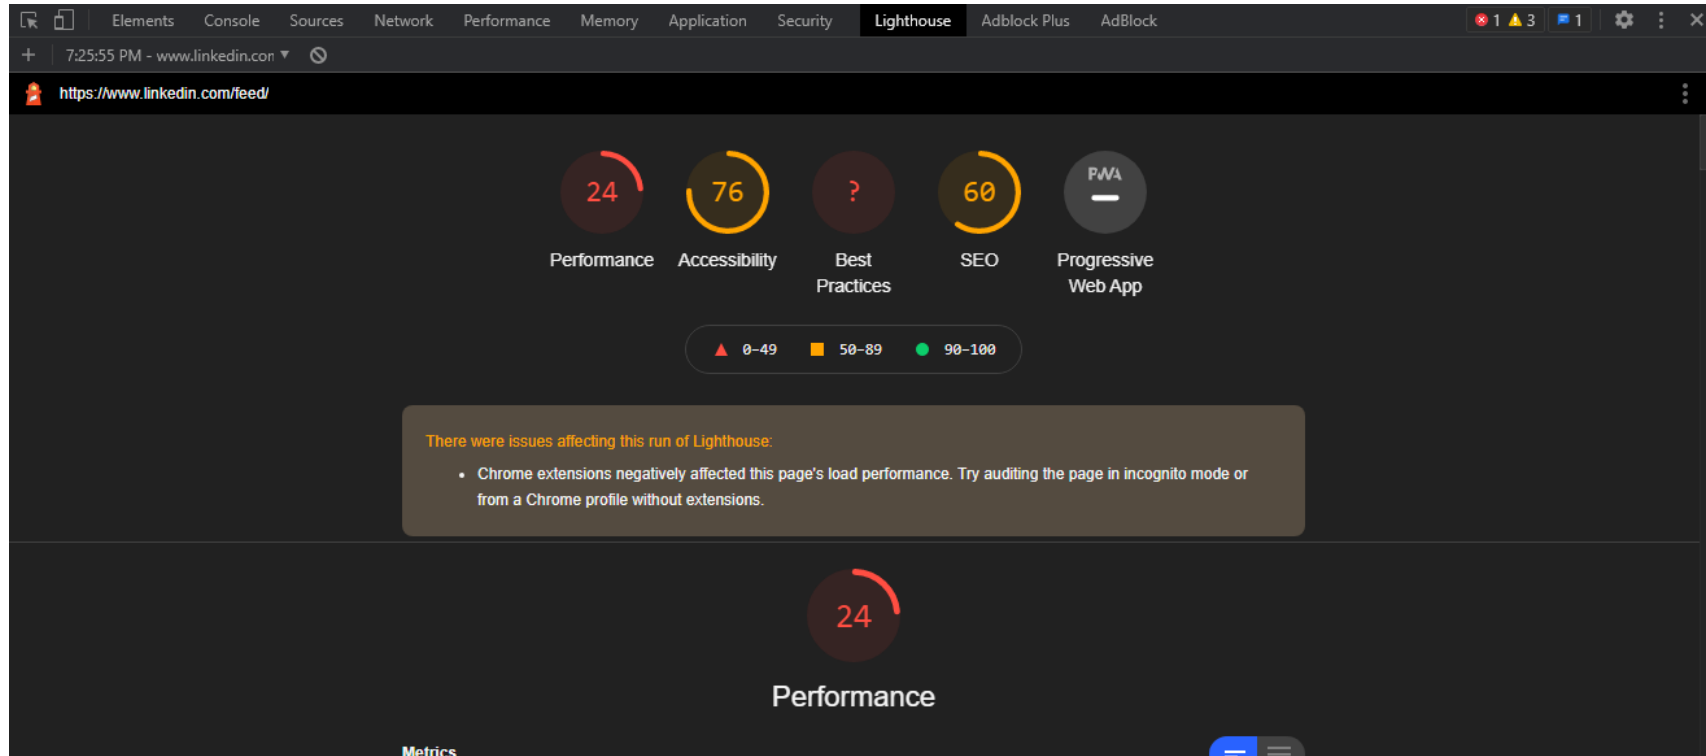 Elements Console Sources Network Performance Memory Application Security Lighthouse Adblock Plus AdBlock 1 3 1
7:25:55 PM - www.linkedin.con
https://www.linkedin.com/feed/
24 76 ? 60 PWA
Performance Accessibility Best Practices SEO Progressive Web App
0–49 50–89 90–100
There were issues affecting this run of Lighthouse:
Chrome extensions negatively affected this page's load performance. Try auditing the page in incognito mode or
from a Chrome profile without extensions.
24
Performance
Metrics